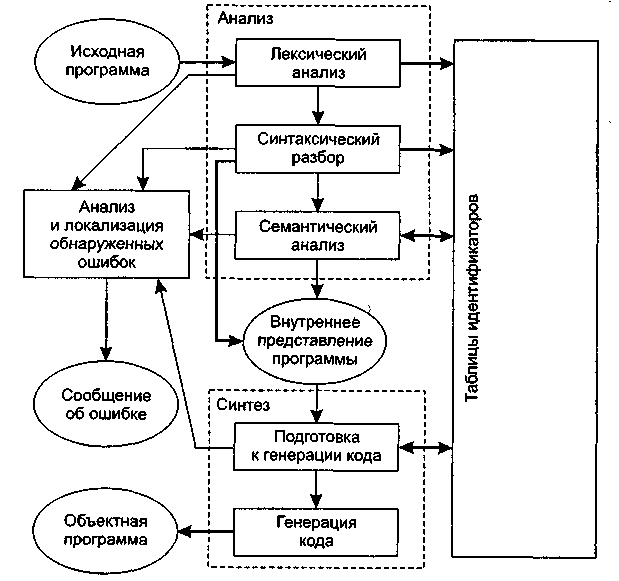 Анализ
Исходная
программа
Лексический
анализ
Синтаксический
разбор
Анализ
и локализация
обнаруженных
ошибок
Семантический
анализ
Таблицы идентификаторов
Внутреннее
представление
программы
Сообщение
об ошибке
Синтез
Подготовка
к генерации кода
Объектная
программа
Генерация
кода